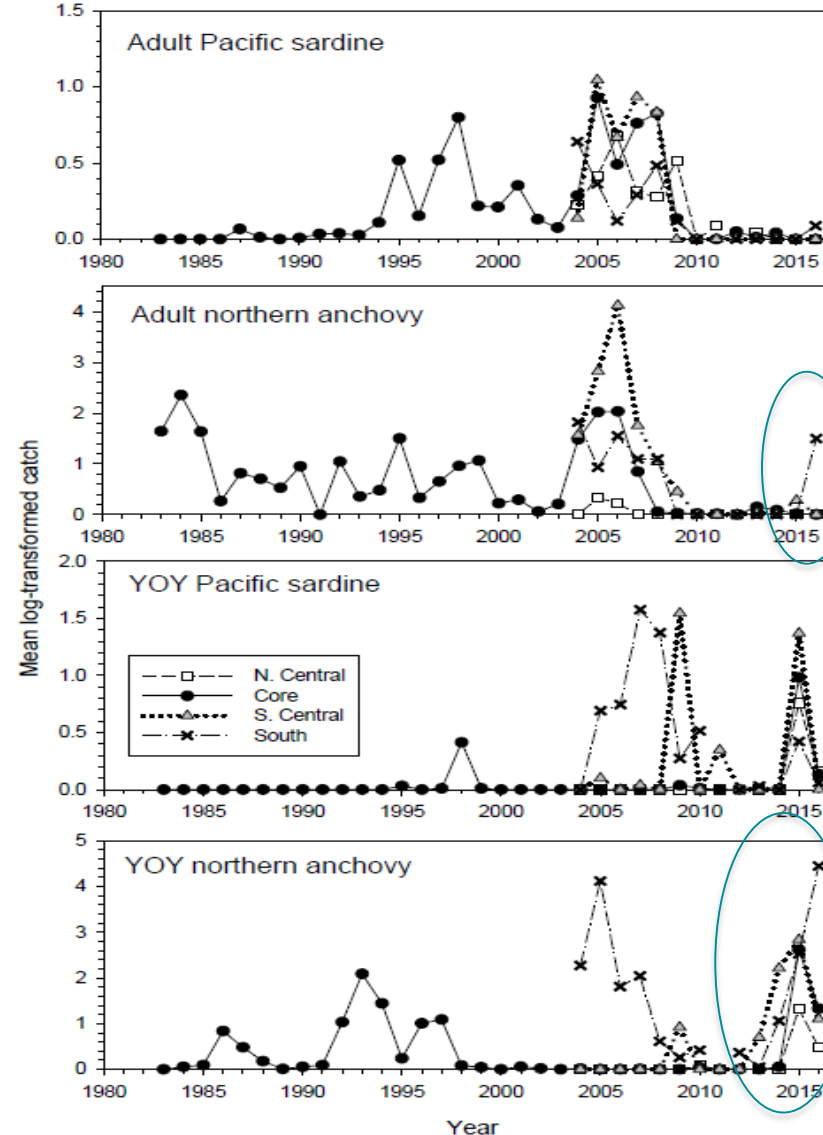 1.5
Adult Pacific sardine
1.0
0.5
0.0
1980 1985 1990 1995 2000 2005 2010 2015
Adult northern anchovy
4
3
2
1
0
1980 1985 1990 1995 2000 2005 2010 2015
Mean log-transformed catch
2.0
YOY Pacific sardine
1.5
1.0
0.5
0.0
N. Central
Core
S. Central
South
1980 1985 1990 1995 2000 2005 2010 2015
5
YOY northern anchovy
4
3
2
1
0
1980 1985 1990 1995 2000 2005 2010 2015
Year